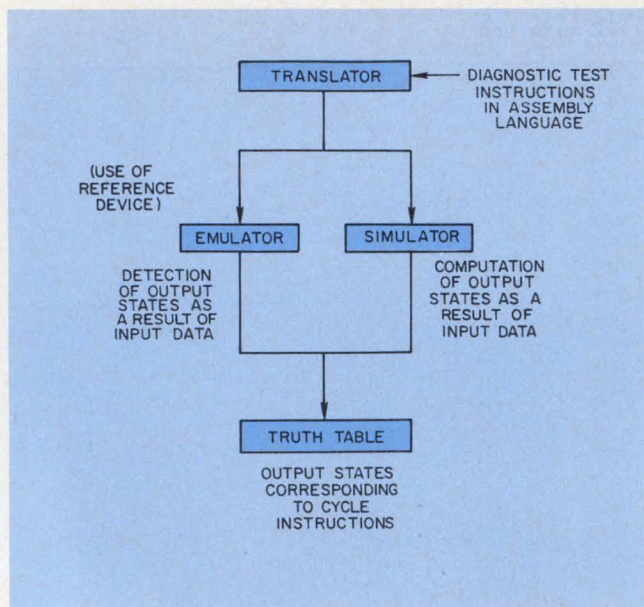 TRANSLATOR
DIAGNOSTIC TEST
INSTRUCTIONS
IN ASSEMBLY
LANGUAGE
(USE OF
REFERENCE
DEVICE)
EMULATOR
SIMULATOR
DETECTION
OF OUTPUT
STATES AS
A RESULT OF
INPUT DATA
COMPUTATION
OF OUTPUT
STATES AS A
RESULT OF
INPUT DATA
TRUTH TABLE
OUTPUT STATES
CORRESPONDING
TO CYCLE
INSTRUCTIONS